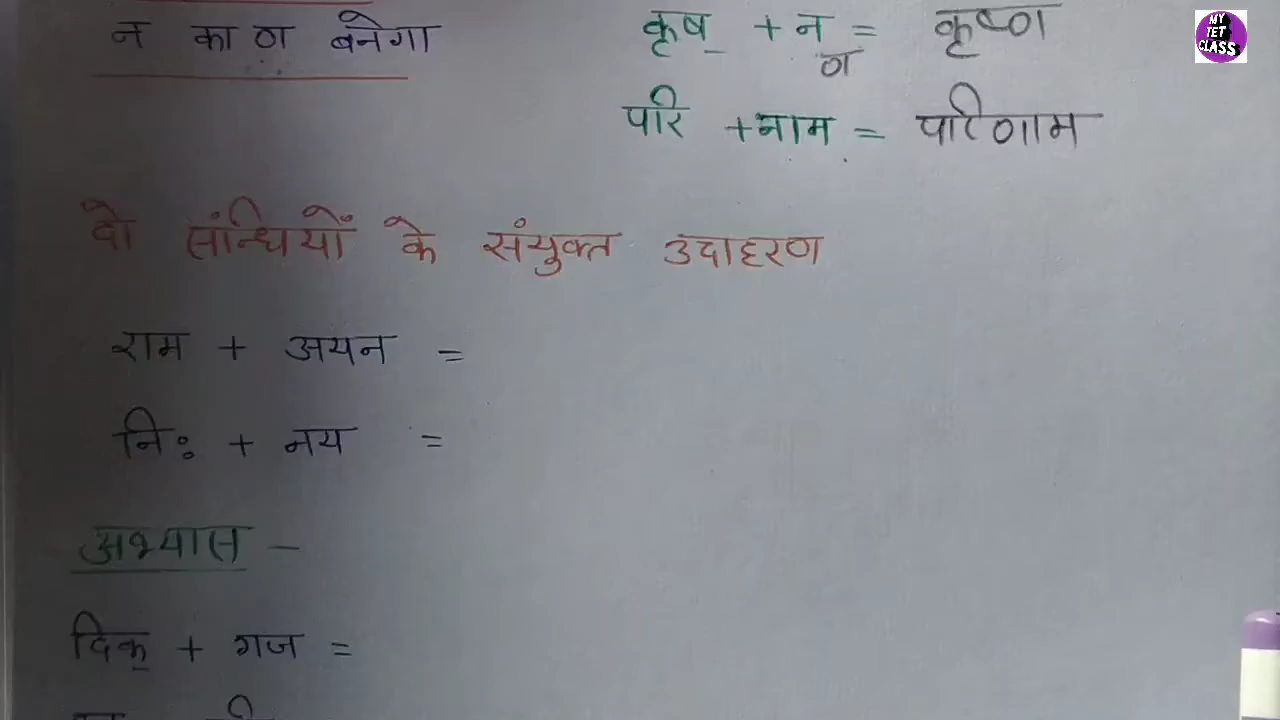 न का ण बनेगा
कृष् + न = कृष्ण
ण
परि + नाम = परिणाम
MY TET CLASS
दो संन्धियों के संयुक्त उदाहरण
राम + अयन =
निः + नय =
अभ्यास –
दिक् + गज =